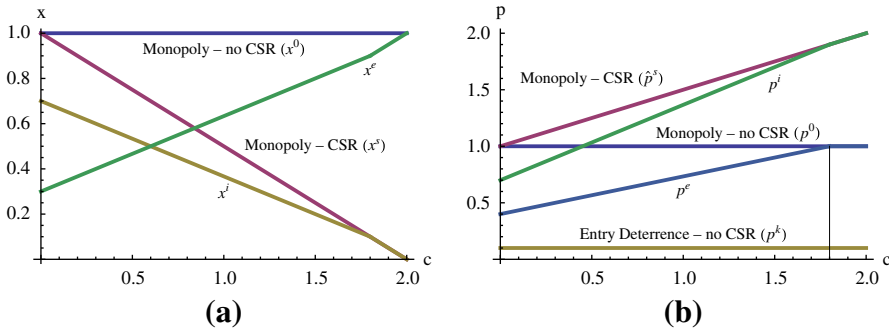 x
1.0
Monopoly – no CSR (x⁰)
xᵉ
0.8
0.6
Monopoly – CSR (xˢ)
0.4
xⁱ
0.2
0.5
1.0
1.5
2.0
c
(a)
p
2.0
Monopoly – CSR (p̂ˢ)
pⁱ
1.5
Monopoly – no CSR (p⁰)
1.0
pᵉ
0.5
Entry Deterrence – no CSR (pᵏ)
0.5
1.0
1.5
2.0
c
(b)